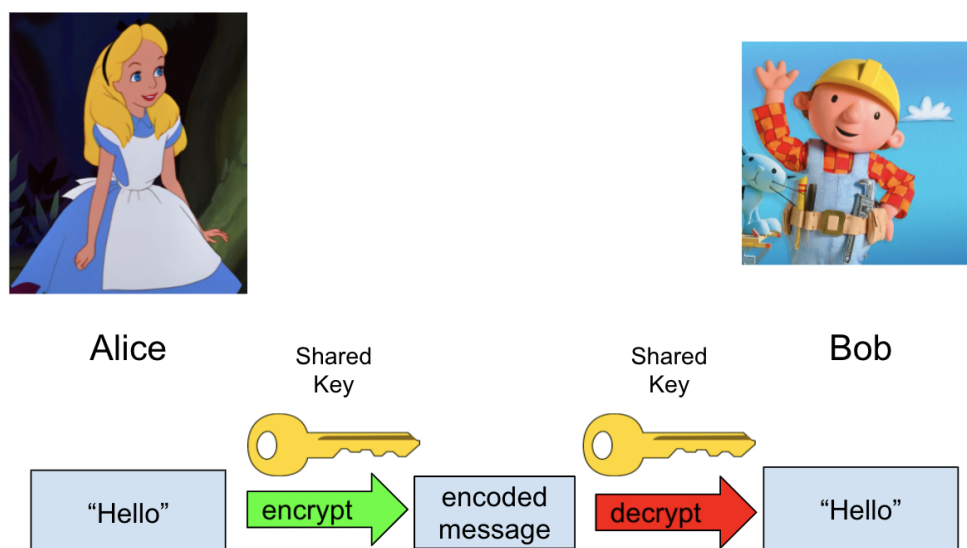 Alice
Bob
Shared
Key
Shared
Key
“Hello”
encrypt
encoded
message
decrypt
“Hello”